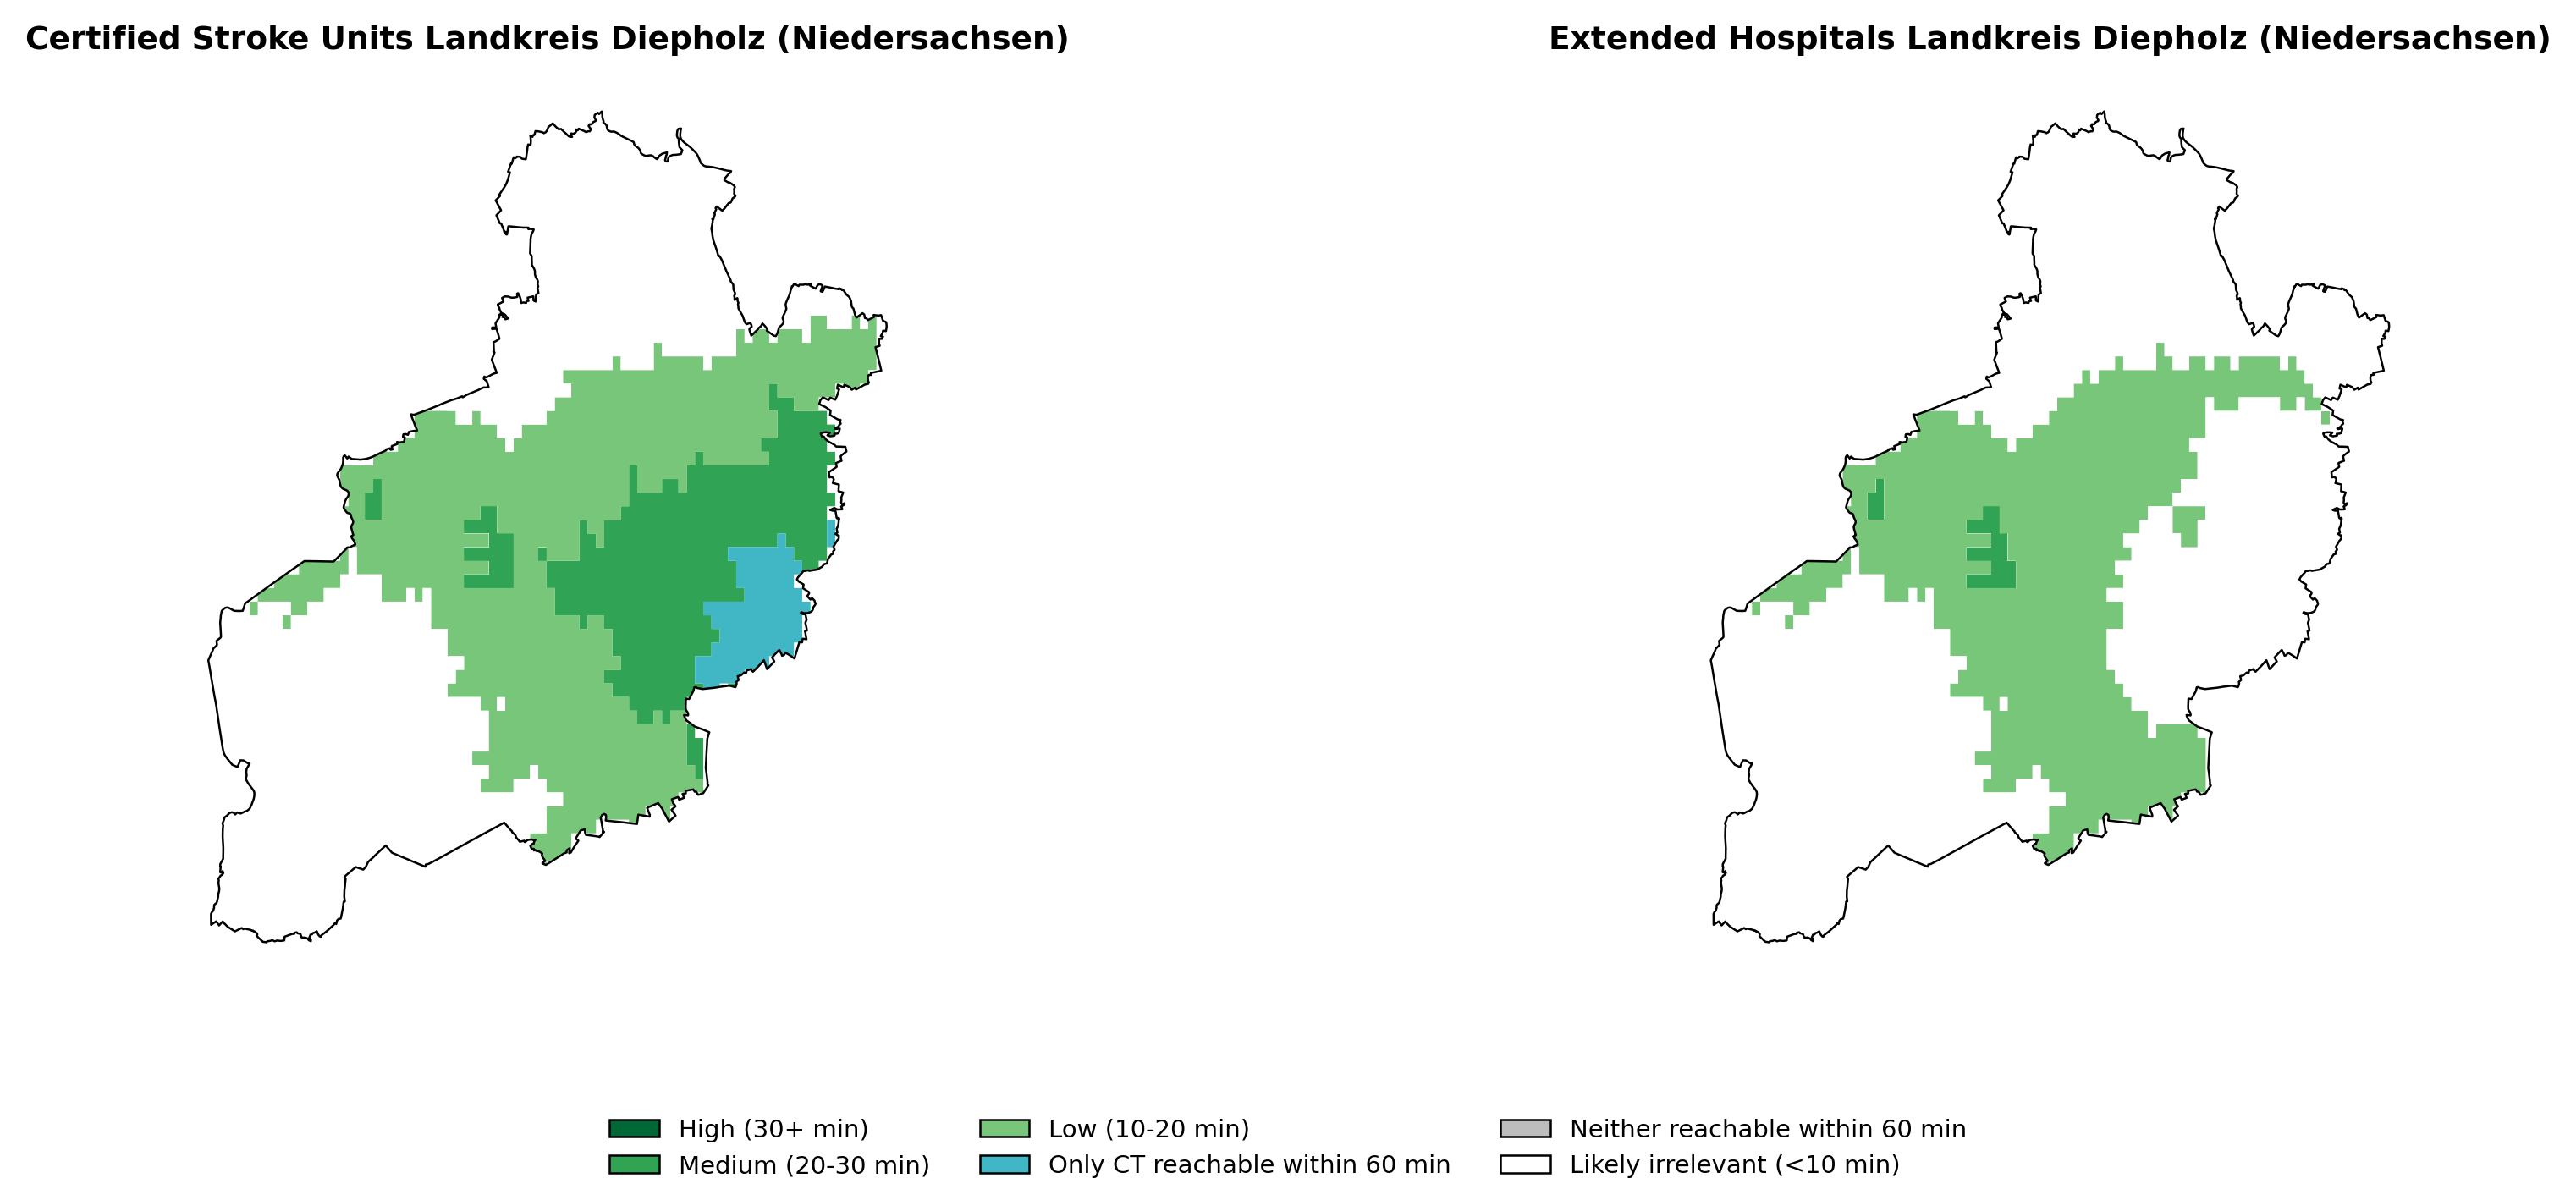 Certified Stroke Units Landkreis Diepholz (Niedersachsen)
Extended Hospitals Landkreis Diepholz (Niedersachsen)
High (30+ min)
Medium (20-30 min)
Low (10-20 min)
Only CT reachable within 60 min
Neither reachable within 60 min
Likely irrelevant (<10 min)